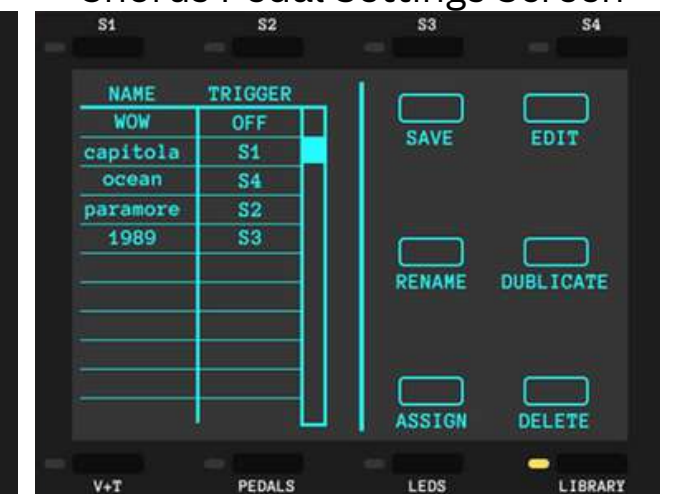 Chorus Pedal Settings Screen
S1 S2 S3 S4
NAME TRIGGER
WOW OFF
SAVE EDIT
capitola S1
ocean S4
paramore S2
1989 S3
RENAME DUBLICATE
ASSIGN DELETE
V+T PEDALS LEDS LIBRARY